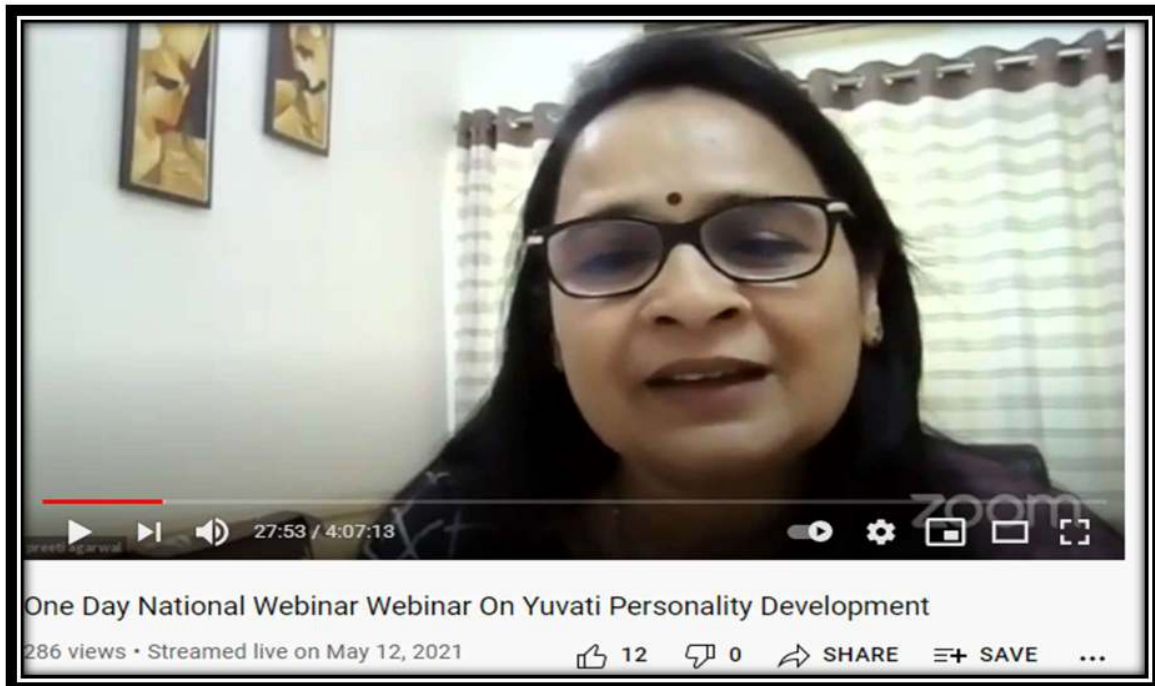 zoom
27:53 / 4:07:13
preeti agarwal
One Day National Webinar Webinar On Yuvati Personality Development
286 views • Streamed live on May 12, 2021 12 0 SHARE SAVE ...